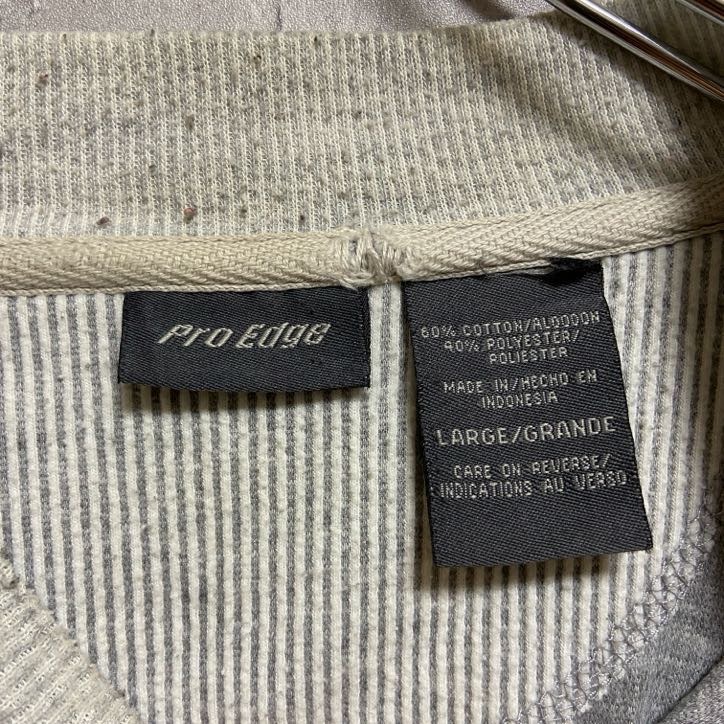 Pro Edge
60% COTTON/ALGODON
40% POLYESTER/
POLIESTER
MADE IN/HECHO EN
INDONESIA
LARGE/GRANDE
CARE ON REVERSE/
INDICATIONS AU VERSO